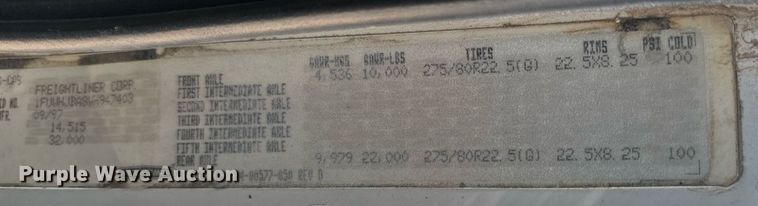 GAWR-KGS GAWR-LBS TIRES RIMS PSI COLD
FREIGHTLINER CORP. FRONT AXLE 4,536 10,000 275/80R22.5(G) 22.5X8.25 100
FIRST INTERMEDIATE AXLE
SECOND INTERMEDIATE AXLE
09/97 THIRD INTERMEDIATE AXLE
14,515 FOURTH INTERMEDIATE AXLE
32,000 FIFTH INTERMEDIATE AXLE
REAR AXLE 9,979 22,000 275/80R22.5(G) 22.5X8.25 100
REV B
Purple Wave Auction